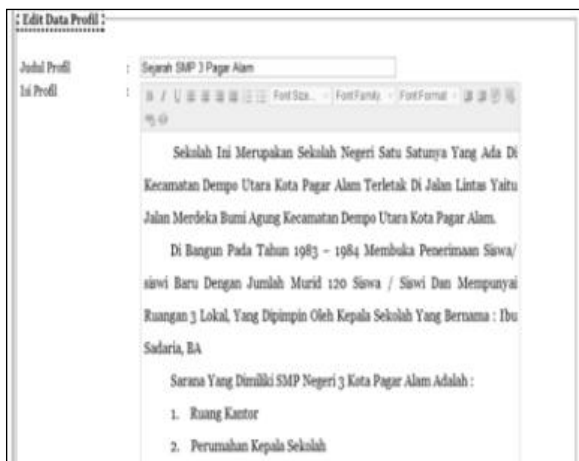 Edit Data Profil
Judul Profil : Sejarah SMP 3 Pagar Alam
Isi Profil :
B I U Font Size... Font Family. Font Format
Sekolah Ini Merupakan Sekolah Negeri Satu Satunya Yang Ada Di
Kecamatan Dempo Utara Kota Pagar Alam Terletak Di Jalan Lintas Yaitu
Jalan Merdeka Bumi Agung Kecamatan Dempo Utara Kota Pagar Alam.
Di Bangun Pada Tahun 1983 – 1984 Membuka Penerimaan Siswa/
siswi Baru Dengan Jumlah Murid 120 Siswa / Siswi Dan Mempunyai
Ruangan 3 Lokal, Yang Dipimpin Oleh Kepala Sekolah Yang Bernama : Ibu
Sadaria, BA
Sarana Yang Dimiliki SMP Negeri 3 Kota Pagar Alam Adalah :
1. Ruang Kantor
2. Perumahan Kepala Sekolah